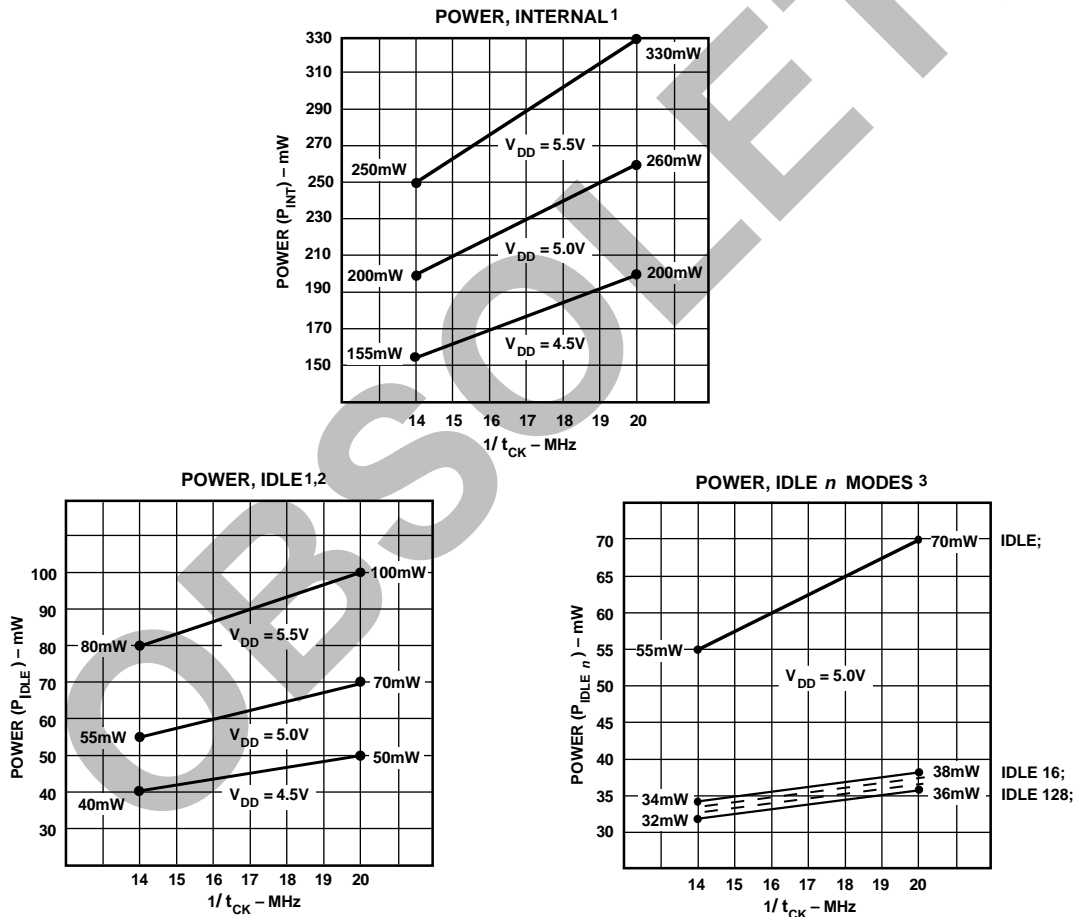 POWER, INTERNAL1
330
310
290
270
250
230
210
190
170
150
POWER (PINT) – mW
330mW
VDD = 5.5V
250mW
260mW
VDD = 5.0V
200mW
200mW
VDD = 4.5V
155mW
14 15 16 17 18 19 20
1/ tCK – MHz
POWER, IDLE1,2
100
90
80
70
60
50
40
30
POWER (PIDLE) – mW
100mW
80mW
VDD = 5.5V
70mW
55mW
VDD = 5.0V
50mW
40mW
VDD = 4.5V
14 15 16 17 18 19 20
1/ tCK – MHz
POWER, IDLE n MODES 3
70
65
60
55
50
45
40
35
30
POWER (PIDLE n) – mW
70mW IDLE;
55mW
VDD = 5.0V
38mW IDLE 16;
34mW
36mW IDLE 128;
32mW
14 15 16 17 18 19 20
1/ tCK – MHz
OBSOLET